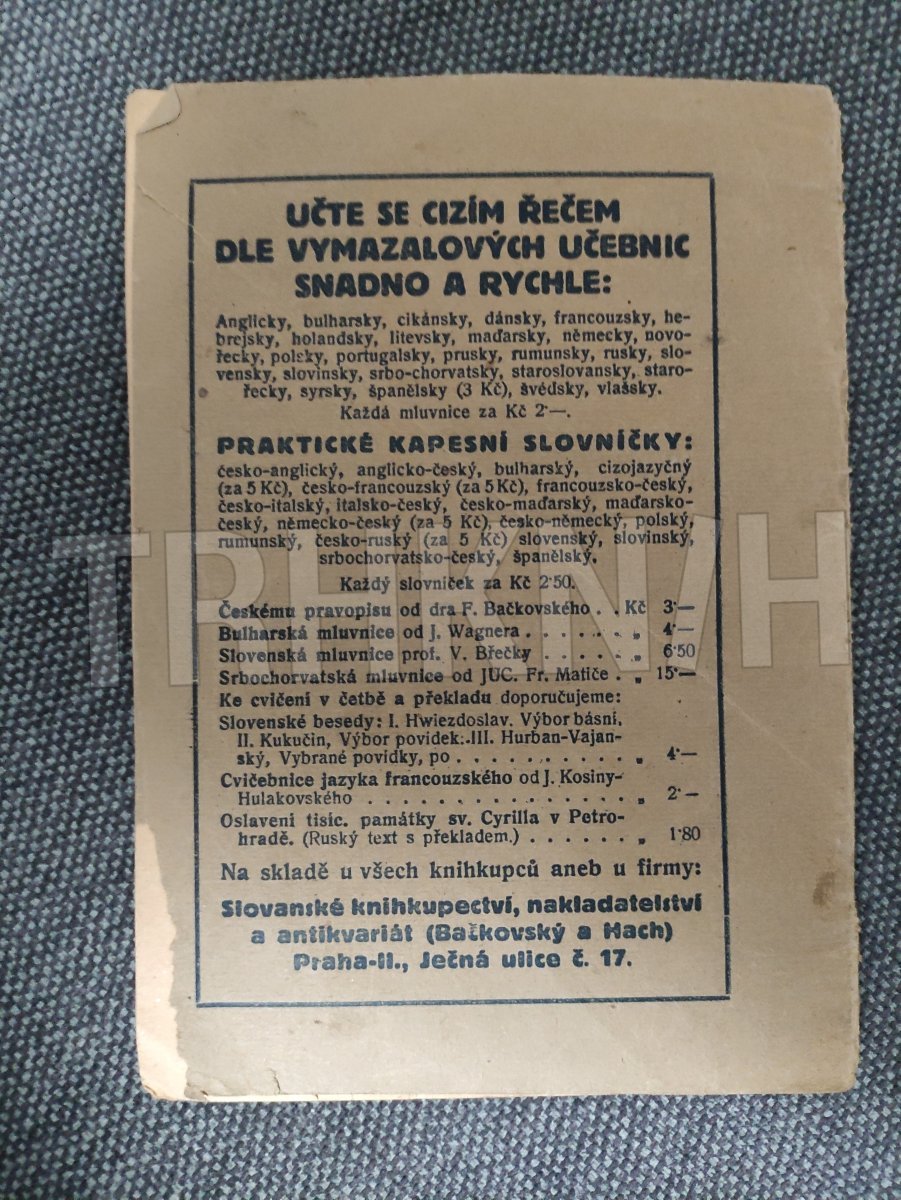 UČTE SE CIZÍM ŘEČEM
DLE VYMAZALOVÝCH UČEBNIC
SNADNO A RYCHLE:
Anglicky, bulharsky, cikánsky, dánsky, francouzsky, he-
brejsky, holandsky, litevsky, maďarsky, německy, novo-
řecky, polsky, portugalsky, prusky, rumunsky, rusky, slo-
vensky, slovinsky, srbo-chorvatsky, staroslovansky, staro-
řecky, syrsky, španělsky (3 Kč), švédsky, vlašsky.
Každá mluvnice za Kč 2·—.
PRAKTICKÉ KAPESNÍ SLOVNÍČKY:
česko-anglický, anglicko-český, bulharský, cizojazyčný
(za 5 Kč), česko-francouzský (za 5 Kč), francouzsko-český,
česko-italský, italsko-český, česko-maďarský, maďarsko-
český, německo-český (za 5 Kč), česko-německý, polský,
rumunský, česko-ruský (za 5 Kč) slovenský, slovinský,
srbochorvatsko-český, španělský.
Každý slovníček za Kč 2·50.
Českému pravopisu od dra F. Bačkovského . . Kč 3·—
Bulharská mluvnice od J. Wagnera . . . . . . „ 4·—
Slovenská mluvnice prof. V. Břečky . . . . . . „ 6·50
Srbochorvatská mluvnice od JUC. Fr. Matiče . „ 15·—
Ke cvičení v četbě a překladu doporučujeme:
Slovenské besedy: I. Hwiezdoslav. Výbor básní,
II. Kukučin, Výbor povídek. III. Hurban-Vajan-
ský, Vybrané povídky, po . . . . . . . . . . „ 4·—
Cvičebnice jazyka francouzského od J. Kosiny-
Hulakovského . . . . . . . . . . . . . . . „ 2·—
Oslavení tisíc. památky sv. Cyrilla v Petro-
hradě. (Ruský text s překladem.) . . . . . . . „ 1·80
Na skladě u všech knihkupců aneb u firmy:
Slovanské knihkupectví, nakladatelství
a antikvariát (Bačkovský a Hach)
Praha-II., Ječná ulice č. 17.